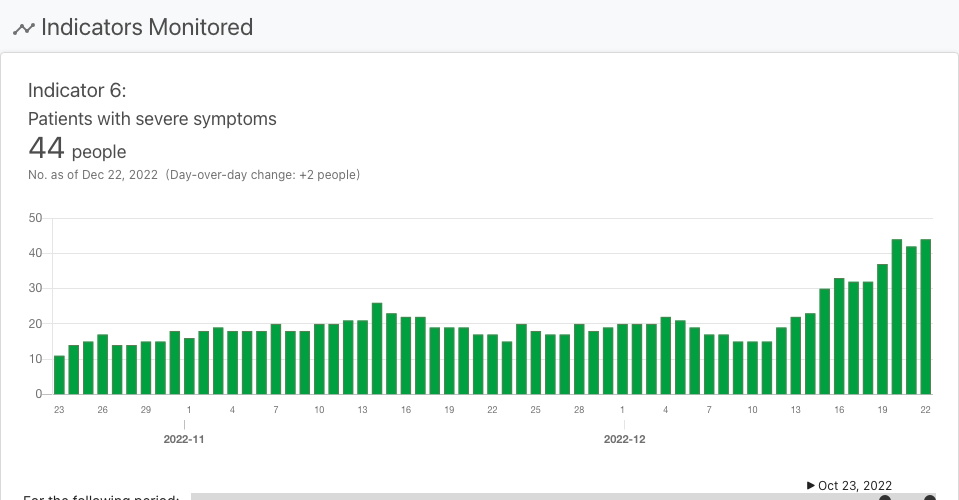 Indicators Monitored
Indicator 6:
Patients with severe symptoms
44 people
No. as of Dec 22, 2022 (Day-over-day change: +2 people)
50
40
30
20
10
0
23 26 29 1 4 7 10 13 16 19 22 25 28 1 4 7 10 13 16 19 22
2022-11 2022-12
Oct 23, 2022
For the following period: